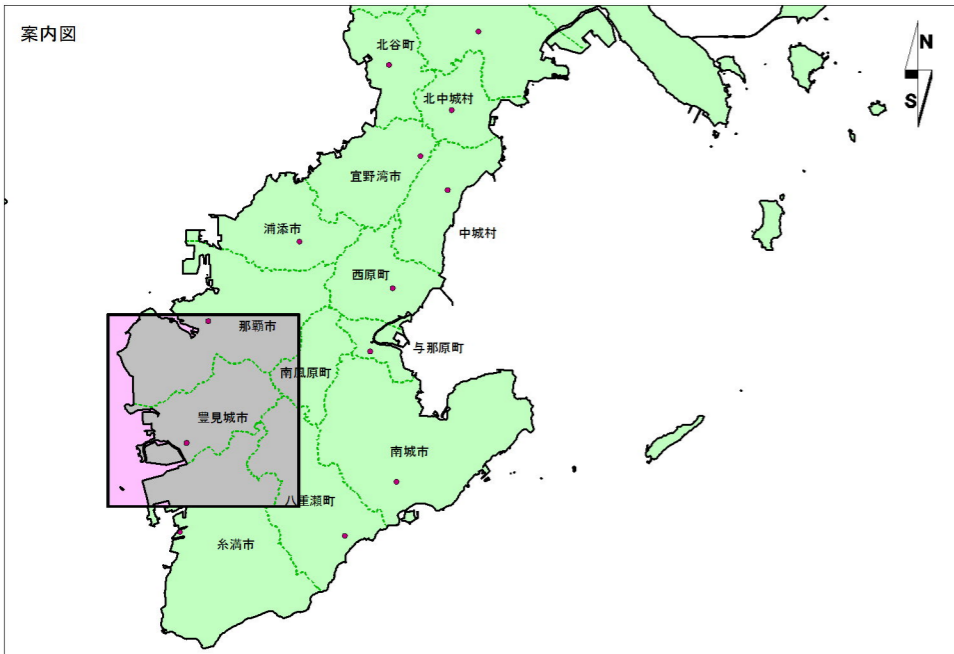 案内図
N
S
北谷町
北中城村
宜野湾市
浦添市
中城村
西原町
那覇市
与那原町
南風原町
豊見城市
南城市
八重瀬町
糸満市